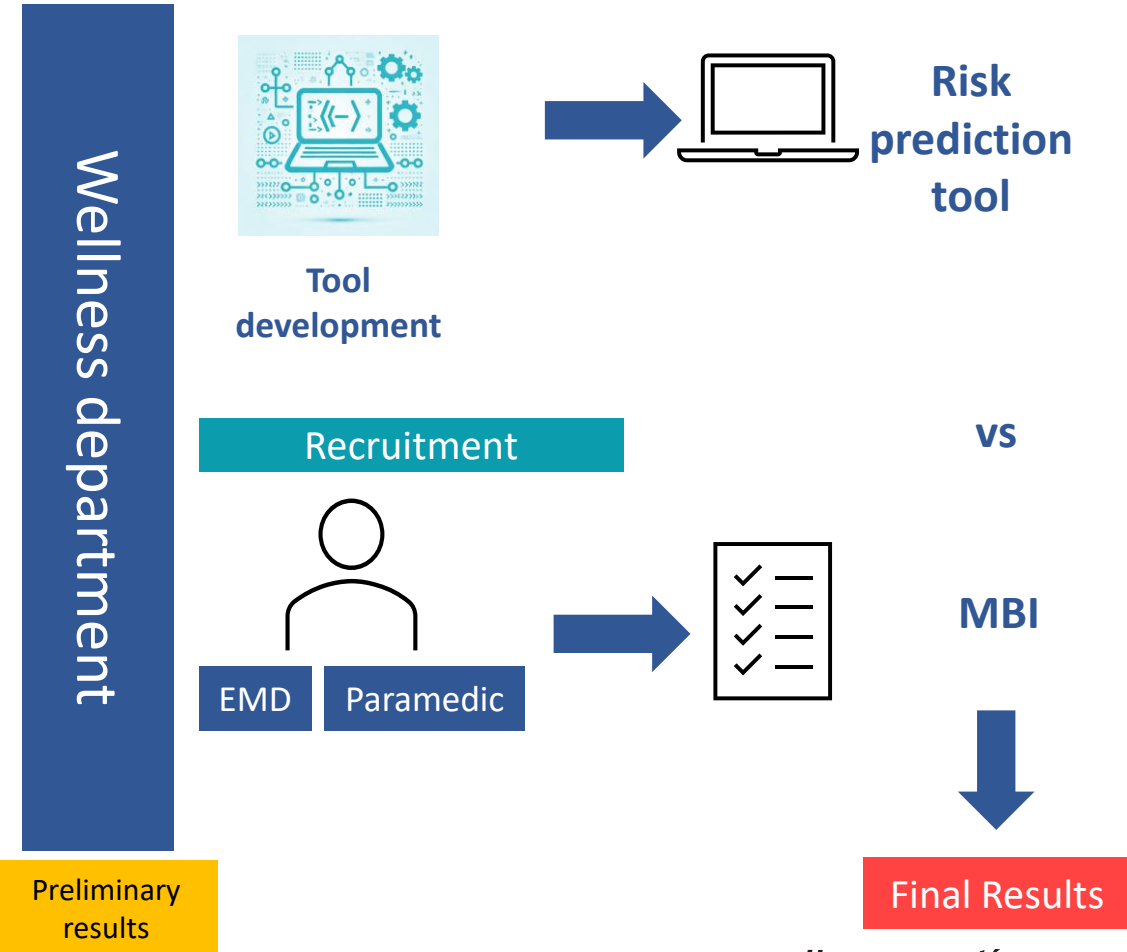 Wellness department
Tool
development
Risk
prediction
tool
Recruitment
vs
EMD
Paramedic
MBI
Preliminary
results
Final Results